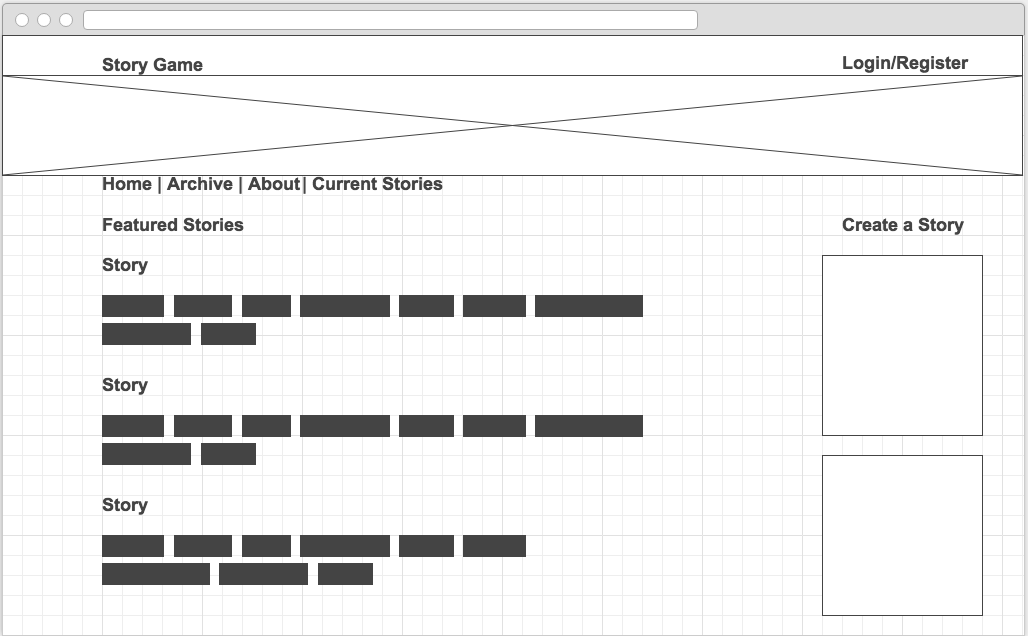 Story Game
Login/Register
Home | Archive | About| Current Stories
Featured Stories
Create a Story
Story
Story
Story